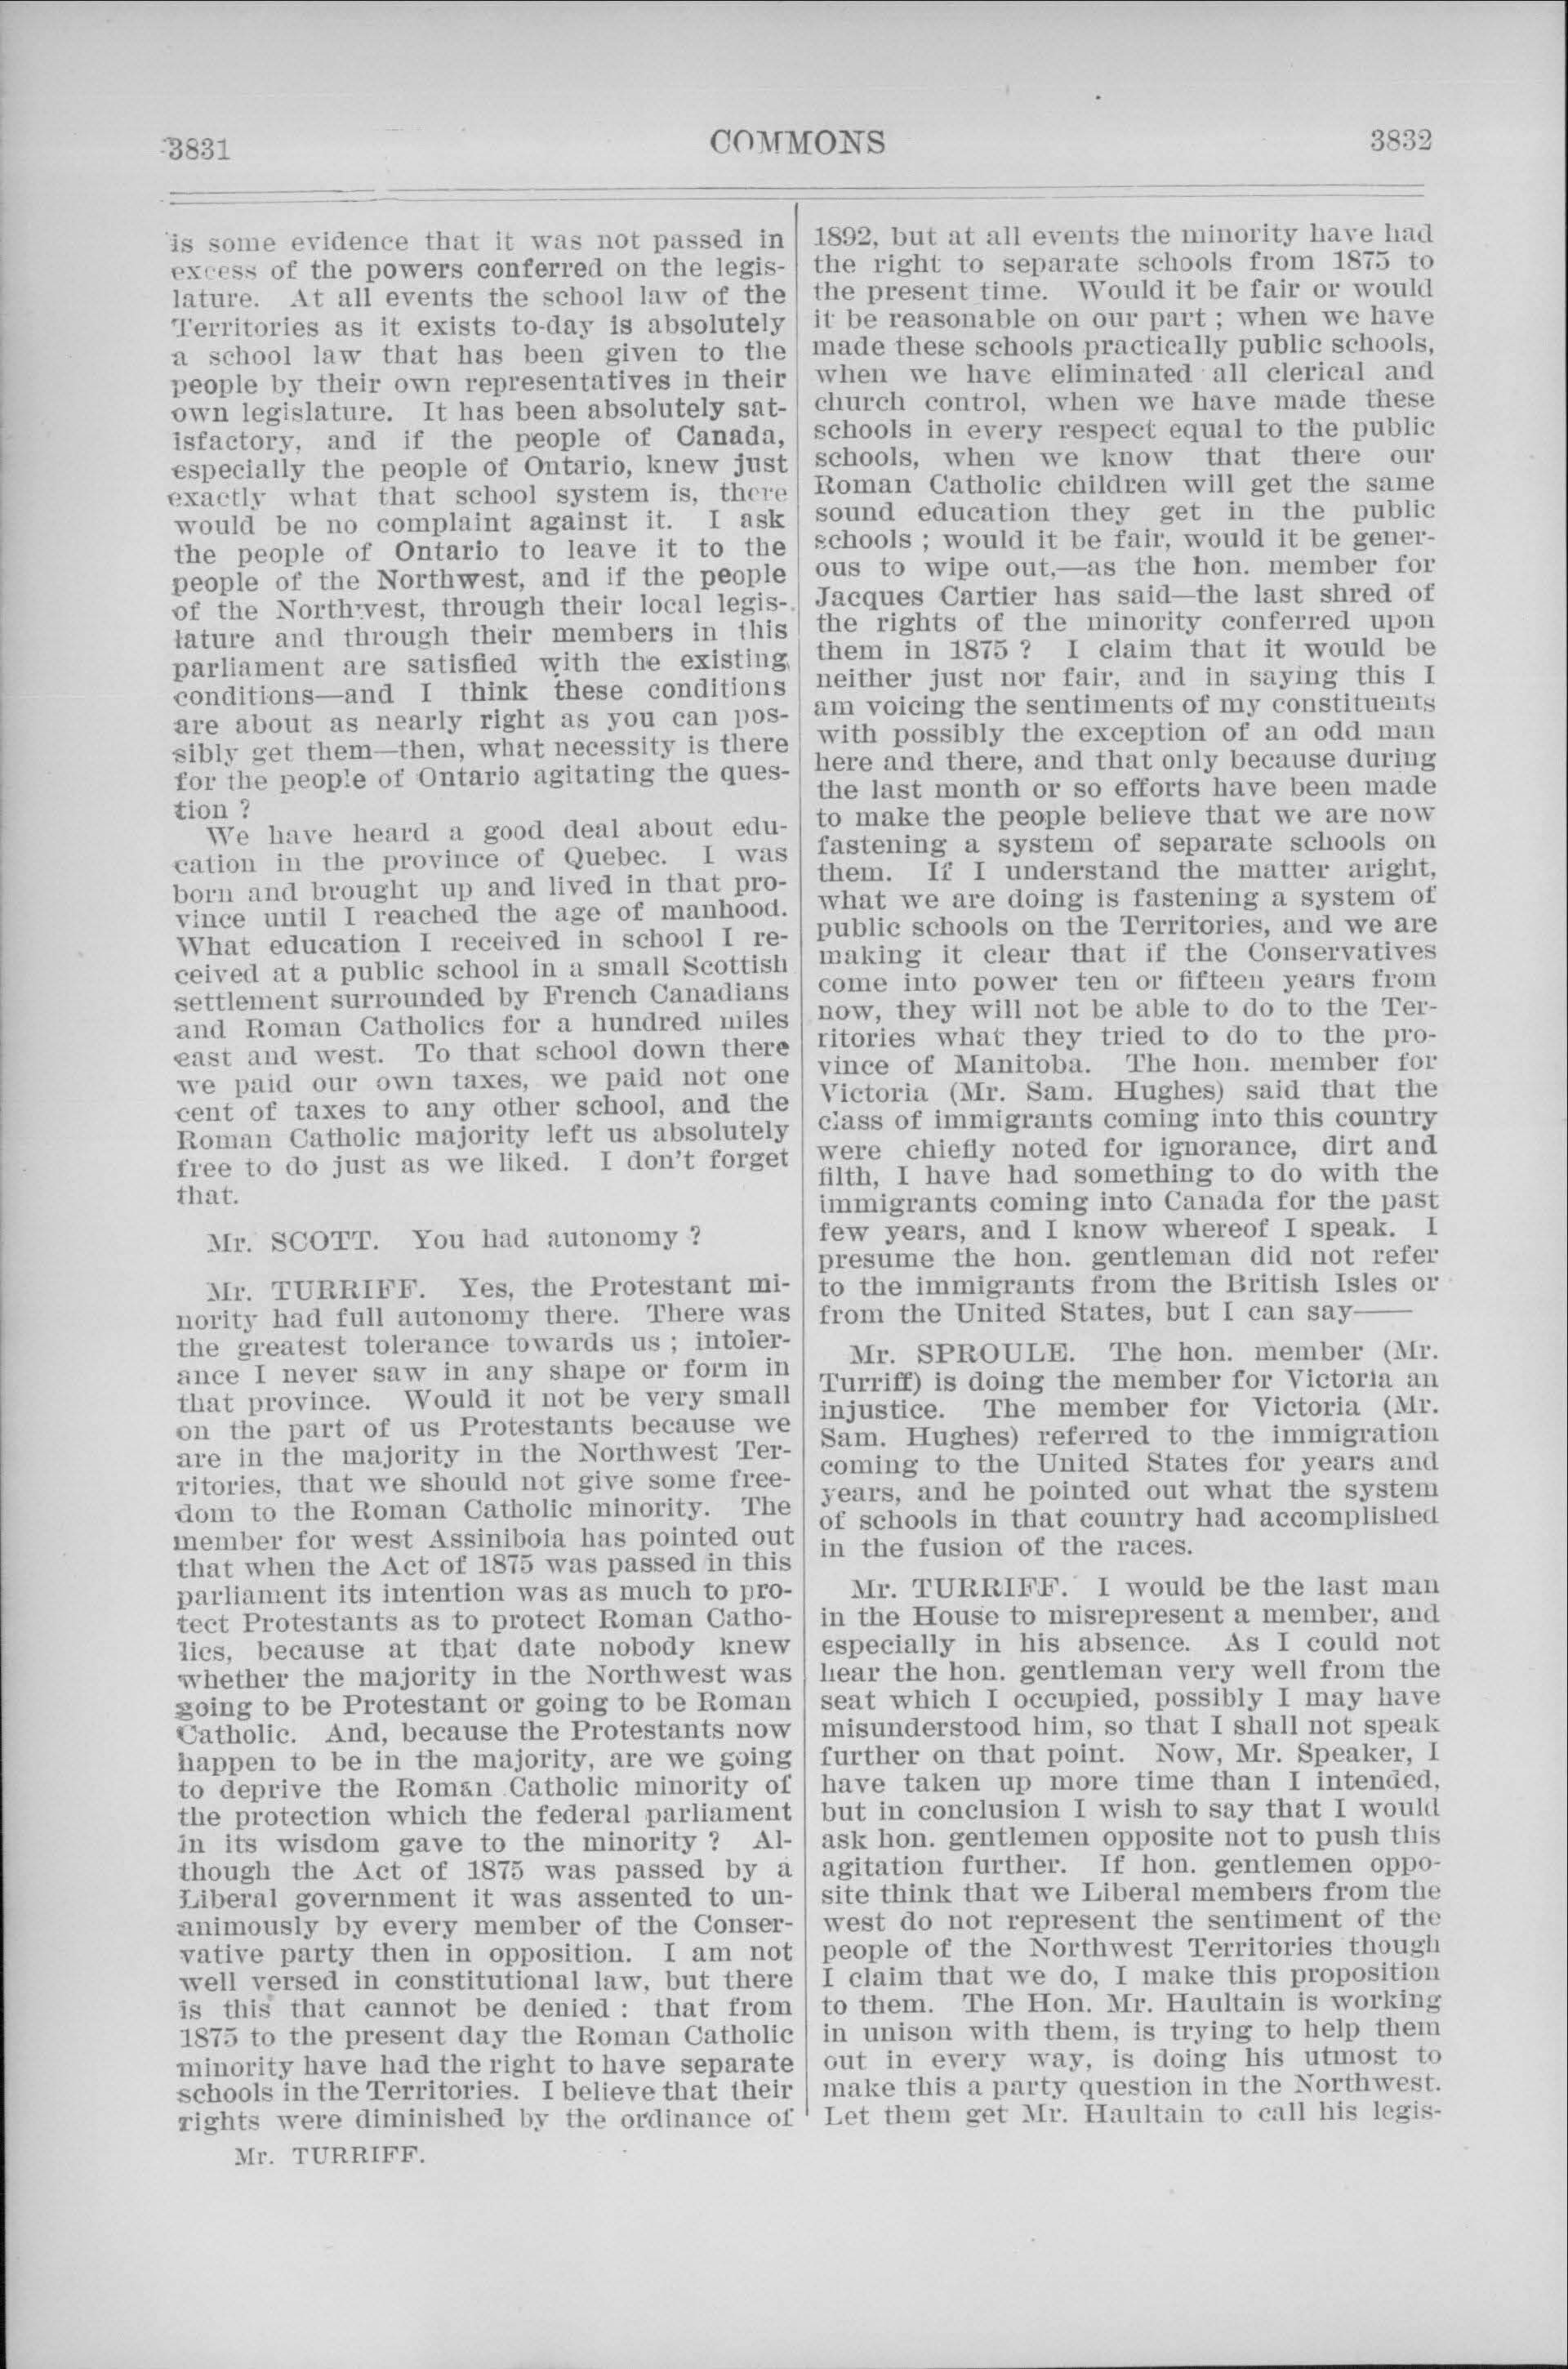 3831
COMMONS
3832
is some evidence that it was not passed in
excess of the powers conferred on the legis-
lature. At all events the school law of the
Territories as it exists to-day is absolutely
a school law that has been given to the
people by their own representatives in their
own legislature. It has been absolutely sat-
isfactory, and if the people of Canada,
especially the people of Ontario, knew just
exactly what that school system is, there
would be no complaint against it. I ask
the people of Ontario to leave it to the
people of the Northwest, and if the people
of the Northwest, through their local legis-
lature and through their members in this
parliament are satisfied with the existing
conditions—and I think these conditions
are about as nearly right as you can pos-
sibly get them—then, what necessity is there
for the people of Ontario agitating the ques-
tion ?
We have heard a good deal about edu-
cation in the province of Quebec. I was
born and brought up and lived in that pro-
vince until I reached the age of manhood.
What education I received in school I re-
ceived at a public school in a small Scottish
settlement surrounded by French Canadians
and Roman Catholics for a hundred miles
east and west. To that school down there
we paid our own taxes, we paid not one
cent of taxes to any other school, and the
Roman Catholic majority left us absolutely
free to do just as we liked. I don't forget
that.
Mr. SCOTT. You had autonomy ?
Mr. TURRIFF. Yes, the Protestant mi-
nority had full autonomy there. There was
the greatest tolerance towards us ; intoler-
ance I never saw in any shape or form in
that province. Would it not be very small
on the part of us Protestants because we
are in the majority in the Northwest Ter-
ritories, that we should not give some free-
dom to the Roman Catholic minority. The
member for west Assiniboia has pointed out
that when the Act of 1875 was passed in this
parliament its intention was as much to pro-
tect Protestants as to protect Roman Catho-
lics, because at that date nobody knew
whether the majority in the Northwest was
going to be Protestant or going to be Roman
Catholic. And, because the Protestants now
happen to be in the majority, are we going
to deprive the Roman Catholic minority of
the protection which the federal parliament
in its wisdom gave to the minority ? Al-
though the Act of 1875 was passed by a
Liberal government it was assented to un-
animously by every member of the Conser-
vative party then in opposition. I am not
well versed in constitutional law, but there
is this that cannot be denied : that from
1875 to the present day the Roman Catholic
minority have had the right to have separate
schools in the Territories. I believe that their
rights were diminished by the ordinance of
Mr. TURRIFF.
1892, but at all events the minority have had
the right to separate schools from 1875 to
the present time. Would it be fair or would
it be reasonable on our part ; when we have
made these schools practically public schools,
when we have eliminated all clerical and
church control, when we have made these
schools in every respect equal to the public
schools, when we know that there our
Roman Catholic children will get the same
sound education they get in the public
schools ; would it be fair, would it be gener-
ous to wipe out,—as the hon. member for
Jacques Cartier has said—the last shred of
the rights of the minority conferred upon
them in 1875 ? I claim that it would be
neither just nor fair, and in saying this I
am voicing the sentiments of my constituents
with possibly the exception of an odd man
here and there, and that only because during
the last month or so efforts have been made
to make the people believe that we are now
fastening a system of separate schools on
them. If I understand the matter aright,
what we are doing is fastening a system of
public schools on the Territories, and we are
making it clear that if the Conservatives
come into power ten or fifteen years from
now, they will not be able to do to the Ter-
ritories what they tried to do to the pro-
vince of Manitoba. The hon. member for
Victoria (Mr. Sam. Hughes) said that the
class of immigrants coming into this country
were chiefly noted for ignorance, dirt and
filth, I have had something to do with the
immigrants coming into Canada for the past
few years, and I know whereof I speak. I
presume the hon. gentleman did not refer
to the immigrants from the British Isles or
from the United States, but I can say——
Mr. SPROULE. The hon. member (Mr.
Turriff) is doing the member for Victoria an
injustice. The member for Victoria (Mr.
Sam. Hughes) referred to the immigration
coming to the United States for years and
years, and he pointed out what the system
of schools in that country had accomplished
in the fusion of the races.
Mr. TURRIFF. I would be the last man
in the House to misrepresent a member, and
especially in his absence. As I could not
hear the hon. gentleman very well from the
seat which I occupied, possibly I may have
misunderstood him, so that I shall not speak
further on that point. Now, Mr. Speaker, I
have taken up more time than I intended,
but in conclusion I wish to say that I would
ask hon. gentlemen opposite not to push this
agitation further. If hon. gentlemen oppo-
site think that we Liberal members from the
west do not represent the sentiment of the
people of the Northwest Territories though
I claim that we do, I make this proposition
to them. The Hon. Mr. Haultain is working
in unison with them, is trying to help them
out in every way, is doing his utmost to
make this a party question in the Northwest.
Let them get Mr. Haultain to call his legis-